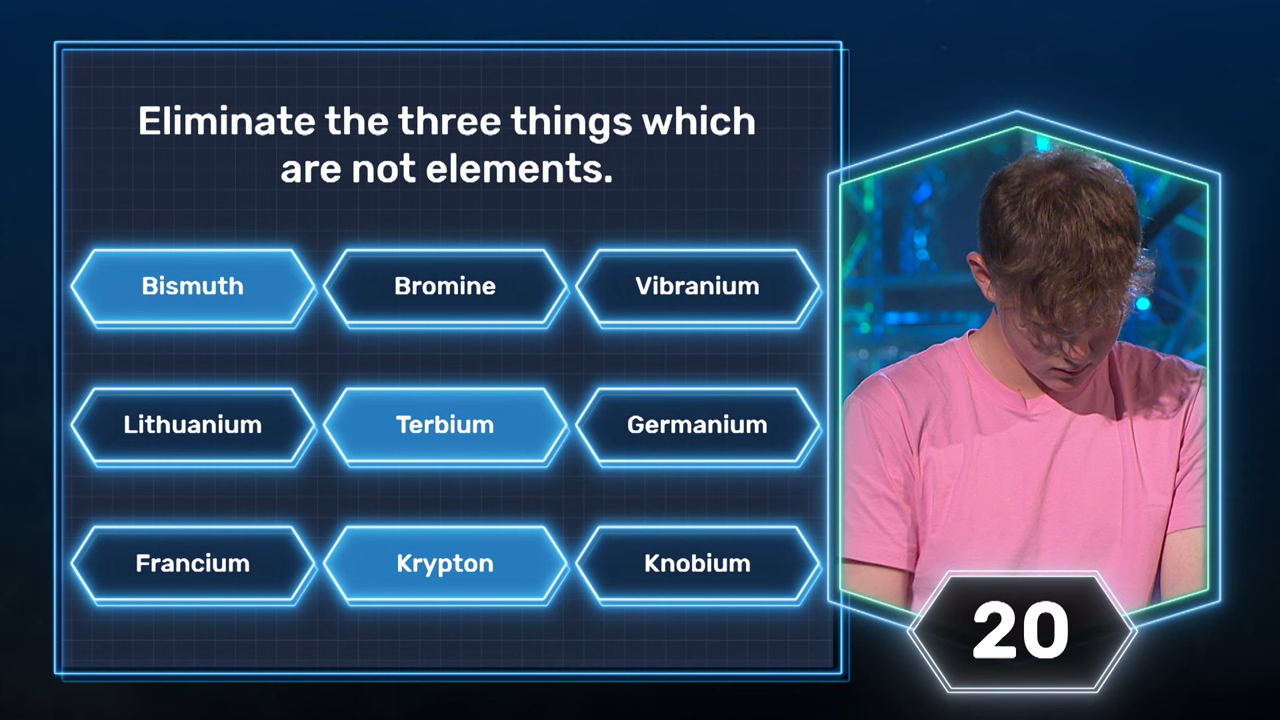 Eliminate the three things which
are not elements.
Bismuth
Bromine
Vibranium
Lithuanium
Terbium
Germanium
Francium
Krypton
Knobium
20